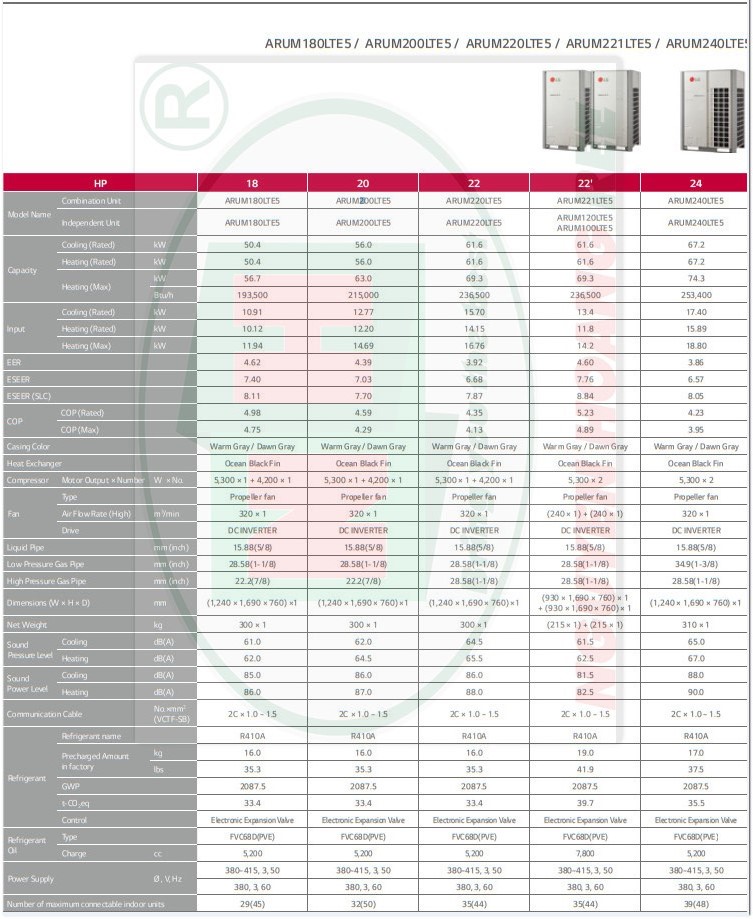 ARUM180LTE5 / ARUM200LTE5 / ARUM220LTE5 / ARUM221LTE5 / ARUM240LTE5
LG LG LG
HP 18 20 22 22' 24
Model Name Combination Unit ARUM180LTE5 ARUM200LTE5 ARUM220LTE5 ARUM221LTE5 ARUM240LTE5
Independent Unit ARUM180LTE5 ARUM200LTE5 ARUM220LTE5 ARUM120LTE5 ARUM100LTE5 ARUM240LTE5
Capacity Cooling (Rated) kW 50.4 56.0 61.6 61.6 67.2
Heating (Rated) kW 50.4 56.0 61.6 61.6 67.2
Heating (Max) kW 56.7 63.0 69.3 69.3 74.3
Btu/h 193,500 215,000 236,500 236,500 253,400
Input Cooling (Rated) kW 10.91 12.77 15.70 13.4 17.40
Heating (Rated) kW 10.12 12.20 14.15 11.8 15.89
Heating (Max) kW 11.94 14.69 16.76 14.2 18.80
EER 4.62 4.39 3.92 4.60 3.86
ESEER 7.40 7.03 6.68 7.76 6.57
ESEER (SLC) 8.11 7.70 7.87 8.84 8.05
COP COP (Rated) 4.98 4.59 4.35 5.23 4.23
COP (Max) 4.75 4.29 4.13 4.89 3.95
Casing Color Warm Gray / Dawn Gray Warm Gray / Dawn Gray Warm Gray / Dawn Gray Warm Gray / Dawn Gray Warm Gray / Dawn Gray
Heat Exchanger Ocean Black Fin Ocean Black Fin Ocean Black Fin Ocean Black Fin Ocean Black Fin
Compressor Motor Output × Number W × No. 5,300 × 1 + 4,200 × 1 5,300 × 1 + 4,200 × 1 5,300 × 1 + 4,200 × 1 5,300 × 2 5,300 × 2
Fan Type Propeller fan Propeller fan Propeller fan Propeller fan Propeller fan
Air Flow Rate (High) m³/min 320 × 1 320 × 1 320 × 1 (240 × 1) + (240 × 1) 320 × 1
Drive DC INVERTER DC INVERTER DC INVERTER DC INVERTER DC INVERTER
Liquid Pipe mm (inch) 15.88(5/8) 15.88(5/8) 15.88(5/8) 15.88(5/8) 15.88(5/8)
Low Pressure Gas Pipe mm (inch) 28.58(1-1/8) 28.58(1-1/8) 28.58(1-1/8) 28.58(1-1/8) 34.9(1-3/8)
High Pressure Gas Pipe mm (inch) 22.2(7/8) 22.2(7/8) 28.58(1-1/8) 28.58(1-1/8) 28.58(1-1/8)
Dimensions (W × H × D) mm (1,240 × 1,690 × 760) ×1 (1,240 × 1,690 × 760) ×1 (1,240 × 1,690 × 760) ×1 (930 × 1,690 × 760) × 1 + (930 × 1,690 × 760) × 1 (1,240 × 1,690 × 760) ×1
Net Weight kg 300 × 1 300 × 1 300 × 1 (215 × 1) + (215 × 1) 310 × 1
Sound Pressure Level Cooling dB(A) 61.0 62.0 64.5 61.5 65.0
Heating dB(A) 62.0 64.5 65.5 62.5 67.0
Sound Power Level Cooling dB(A) 85.0 86.0 86.0 81.5 88.0
Heating dB(A) 86.0 87.0 88.0 82.5 90.0
Communication Cable No.×mm² (VCTF-SB) 2C × 1.0 ~ 1.5 2C × 1.0 ~ 1.5 2C × 1.0 ~ 1.5 2C × 1.0 ~ 1.5 2C × 1.0 ~ 1.5
Refrigerant Refrigerant name R410A R410A R410A R410A R410A
Precharged Amount in factory kg 16.0 16.0 16.0 19.0 17.0
lbs 35.3 35.3 35.3 41.9 37.5
GWP 2087.5 2087.5 2087.5 2087.5 2087.5
t-CO₂eq 33.4 33.4 33.4 39.7 35.5
Control Electronic Expansion Valve Electronic Expansion Valve Electronic Expansion Valve Electronic Expansion Valve Electronic Expansion Valve
Refrigerant Oil Type FVC68D(PVE) FVC68D(PVE) FVC68D(PVE) FVC68D(PVE) FVC68D(PVE)
Charge cc 5,200 5,200 5,200 7,800 5,200
Power Supply Ø, V, Hz 380-415, 3, 50 380-415, 3, 50 380-415, 3, 50 380-415, 3, 50 380-415, 3, 50
380, 3, 60 380, 3, 60 380, 3, 60 380, 3, 60 380, 3, 60
Number of maximum connectable indoor units 29(45) 32(50) 35(44) 35(44) 39(48)